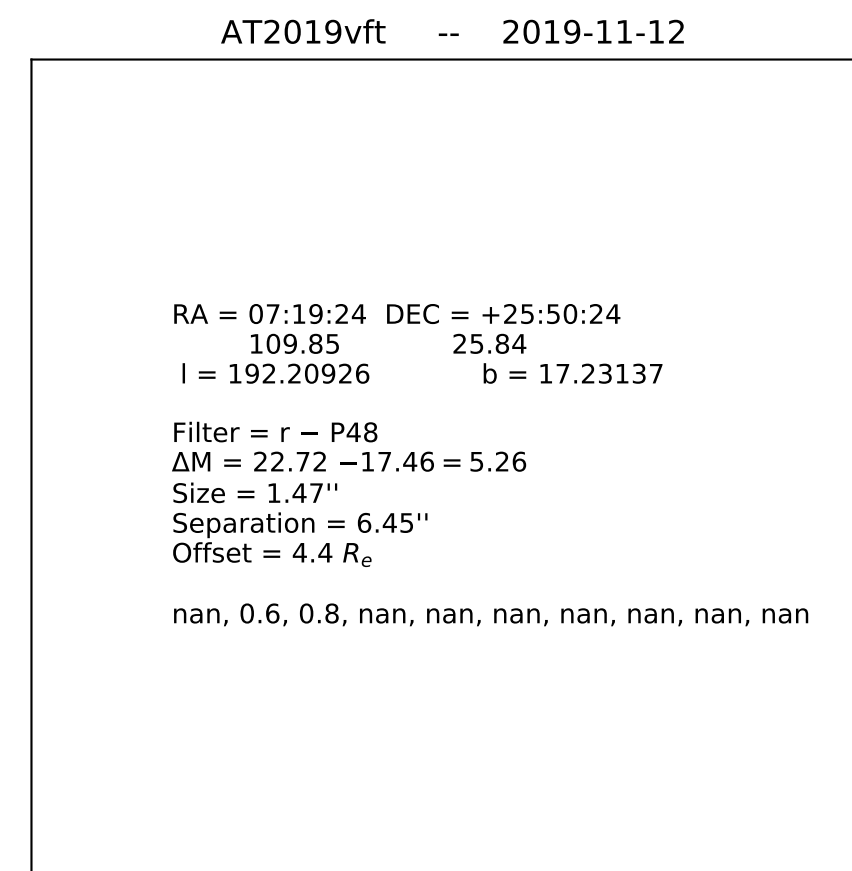 AT2019vft -- 2019-11-12
RA = 07:19:24 DEC = +25:50:24
109.85 25.84
l = 192.20926 b = 17.23137
Filter = r − P48
ΔM = 22.72 −17.46 = 5.26
Size = 1.47''
Separation = 6.45''
Offset = 4.4 Re
nan, 0.6, 0.8, nan, nan, nan, nan, nan, nan, nan